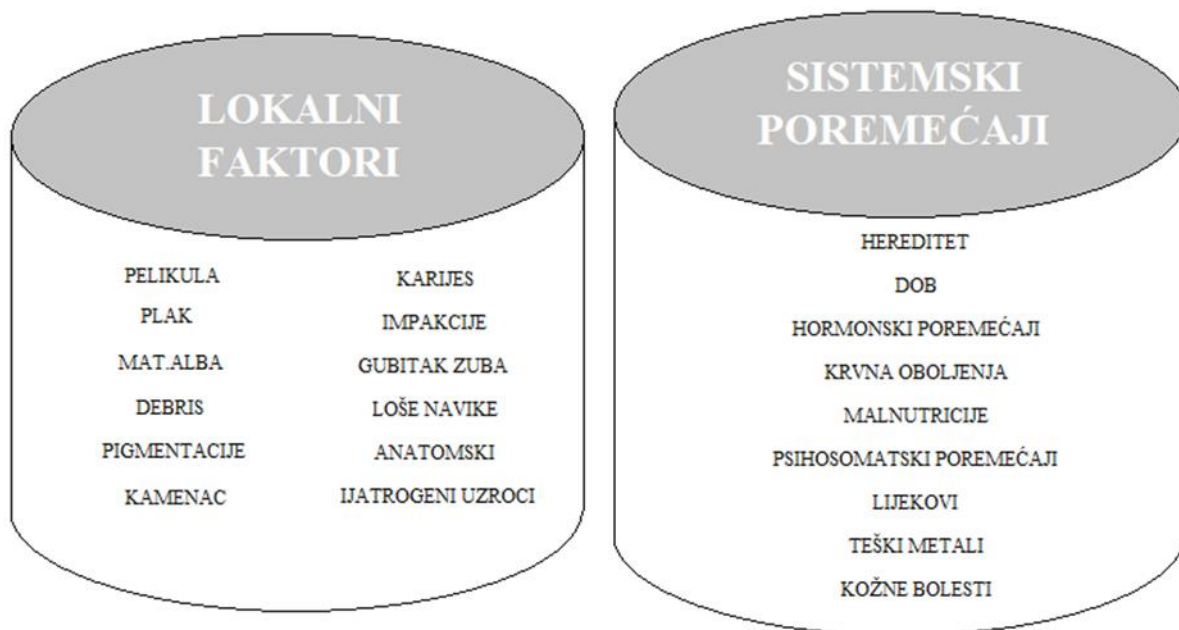 LOKALNI
FAKTORI
PELIKULA
PLAK
MAT.ALBA
DEBRIS
PIGMENTACIJE
KAMENAC
KARIJES
IMPAKCIJE
GUBITAK ZUBA
LOŠE NAVIKE
ANATOMSKI
IJATROGENI UZROCI
SISTEMSKI
POREMEĆAJI
HEREDITET
DOB
HORMONSKI POREMEĆAJI
KRVNA OBOLJENJA
MALNUTRICIJE
PSIHOSOMATSKI POREMEĆAJI
LIJEKOVI
TEŠKI METALI
KOŽNE BOLESTI